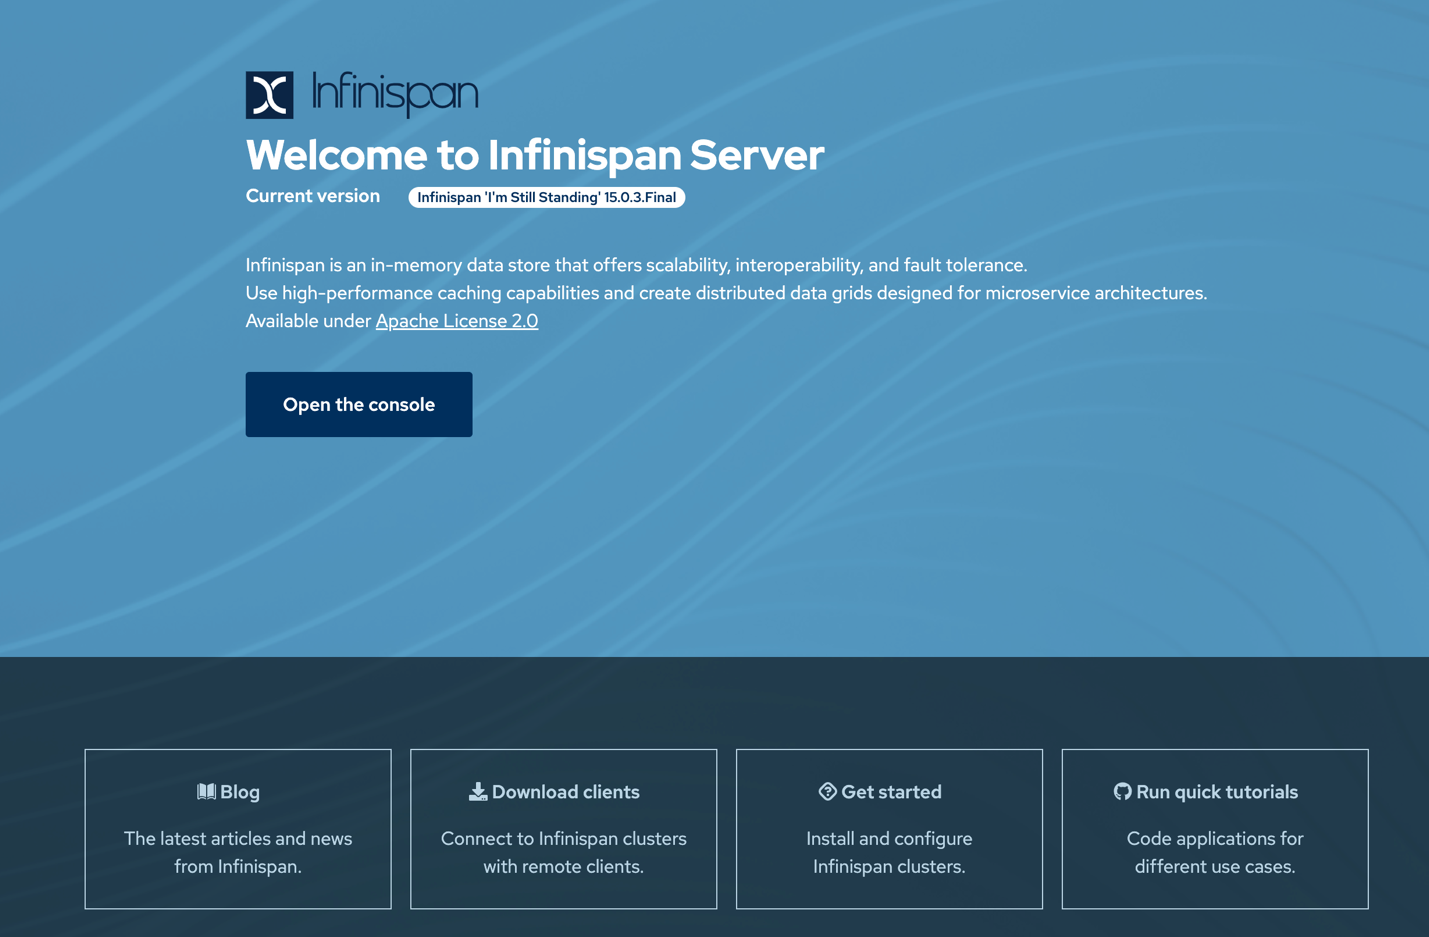 Infinispan
Welcome to Infinispan Server
Current version Infinispan 'I'm Still Standing' 15.0.3.Final
Infinispan is an in-memory data store that offers scalability, interoperability, and fault tolerance.
Use high-performance caching capabilities and create distributed data grids designed for microservice architectures.
Available under Apache License 2.0
Open the console
Blog
The latest articles and news
from Infinispan.
Download clients
Connect to Infinispan clusters
with remote clients.
Get started
Install and configure
Infinispan clusters.
Run quick tutorials
Code applications for
different use cases.